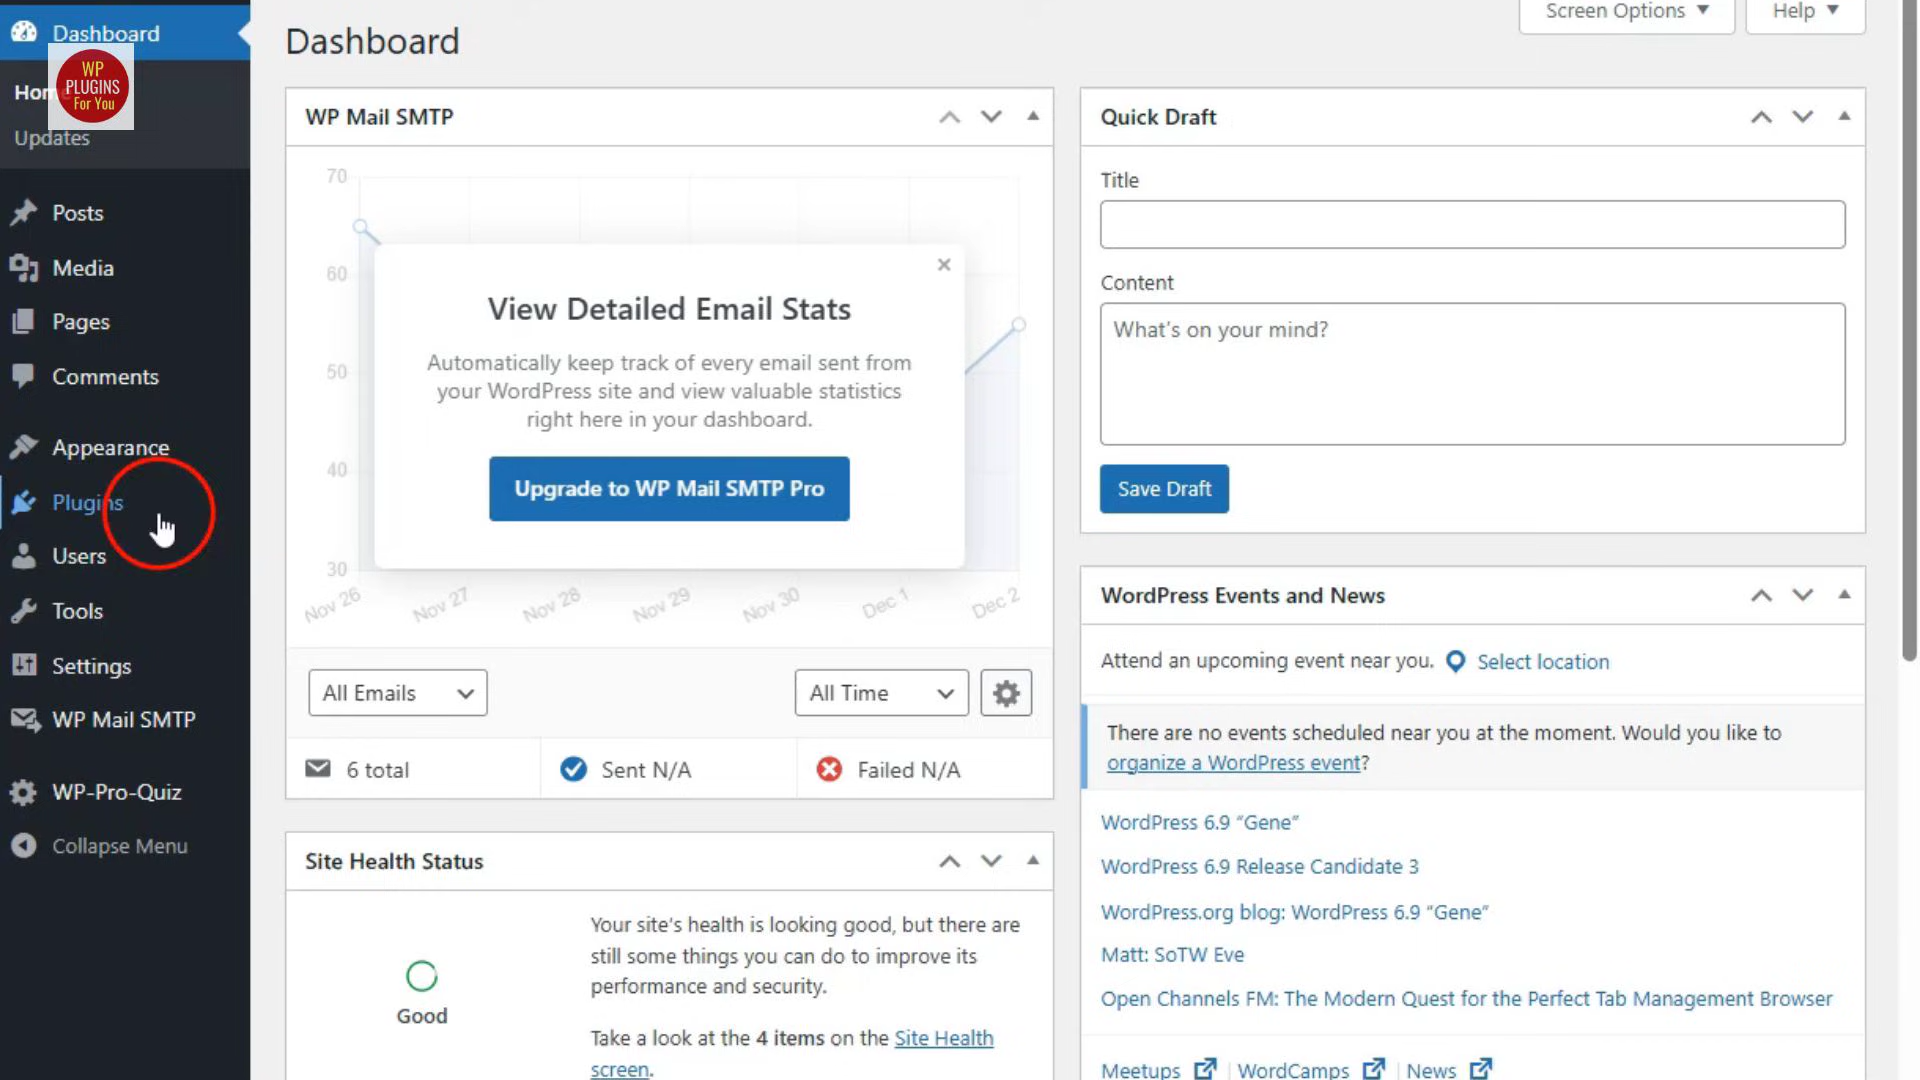 Dashboard
Home
WP
PLUGINS
For You
Updates
Posts
Media
Pages
Comments
Appearance
Plugins
Users
Tools
Settings
WP Mail SMTP
WP-Pro-Quiz
Collapse Menu
Dashboard
Screen Options
Help
WP Mail SMTP
70
60
50
40
30
View Detailed Email Stats
Automatically keep track of every email sent from
your WordPress site and view valuable statistics
right here in your dashboard.
Upgrade to WP Mail SMTP Pro
Nov 26
Nov 27
Nov 28
Nov 29
Nov 30
Dec 1
Dec 2
All Emails
All Time
6 total
Sent N/A
Failed N/A
Site Health Status
Good
Your site's health is looking good, but there are
still some things you can do to improve its
performance and security.
Take a look at the 4 items on the Site Health
screen.
Quick Draft
Title
Content
What's on your mind?
Save Draft
WordPress Events and News
Attend an upcoming event near you. Select location
There are no events scheduled near you at the moment. Would you like to
organize a WordPress event?
WordPress 6.9 “Gene”
WordPress 6.9 Release Candidate 3
WordPress.org blog: WordPress 6.9 “Gene”
Matt: SoTW Eve
Open Channels FM: The Modern Quest for the Perfect Tab Management Browser
Meetups | WordCamps | News